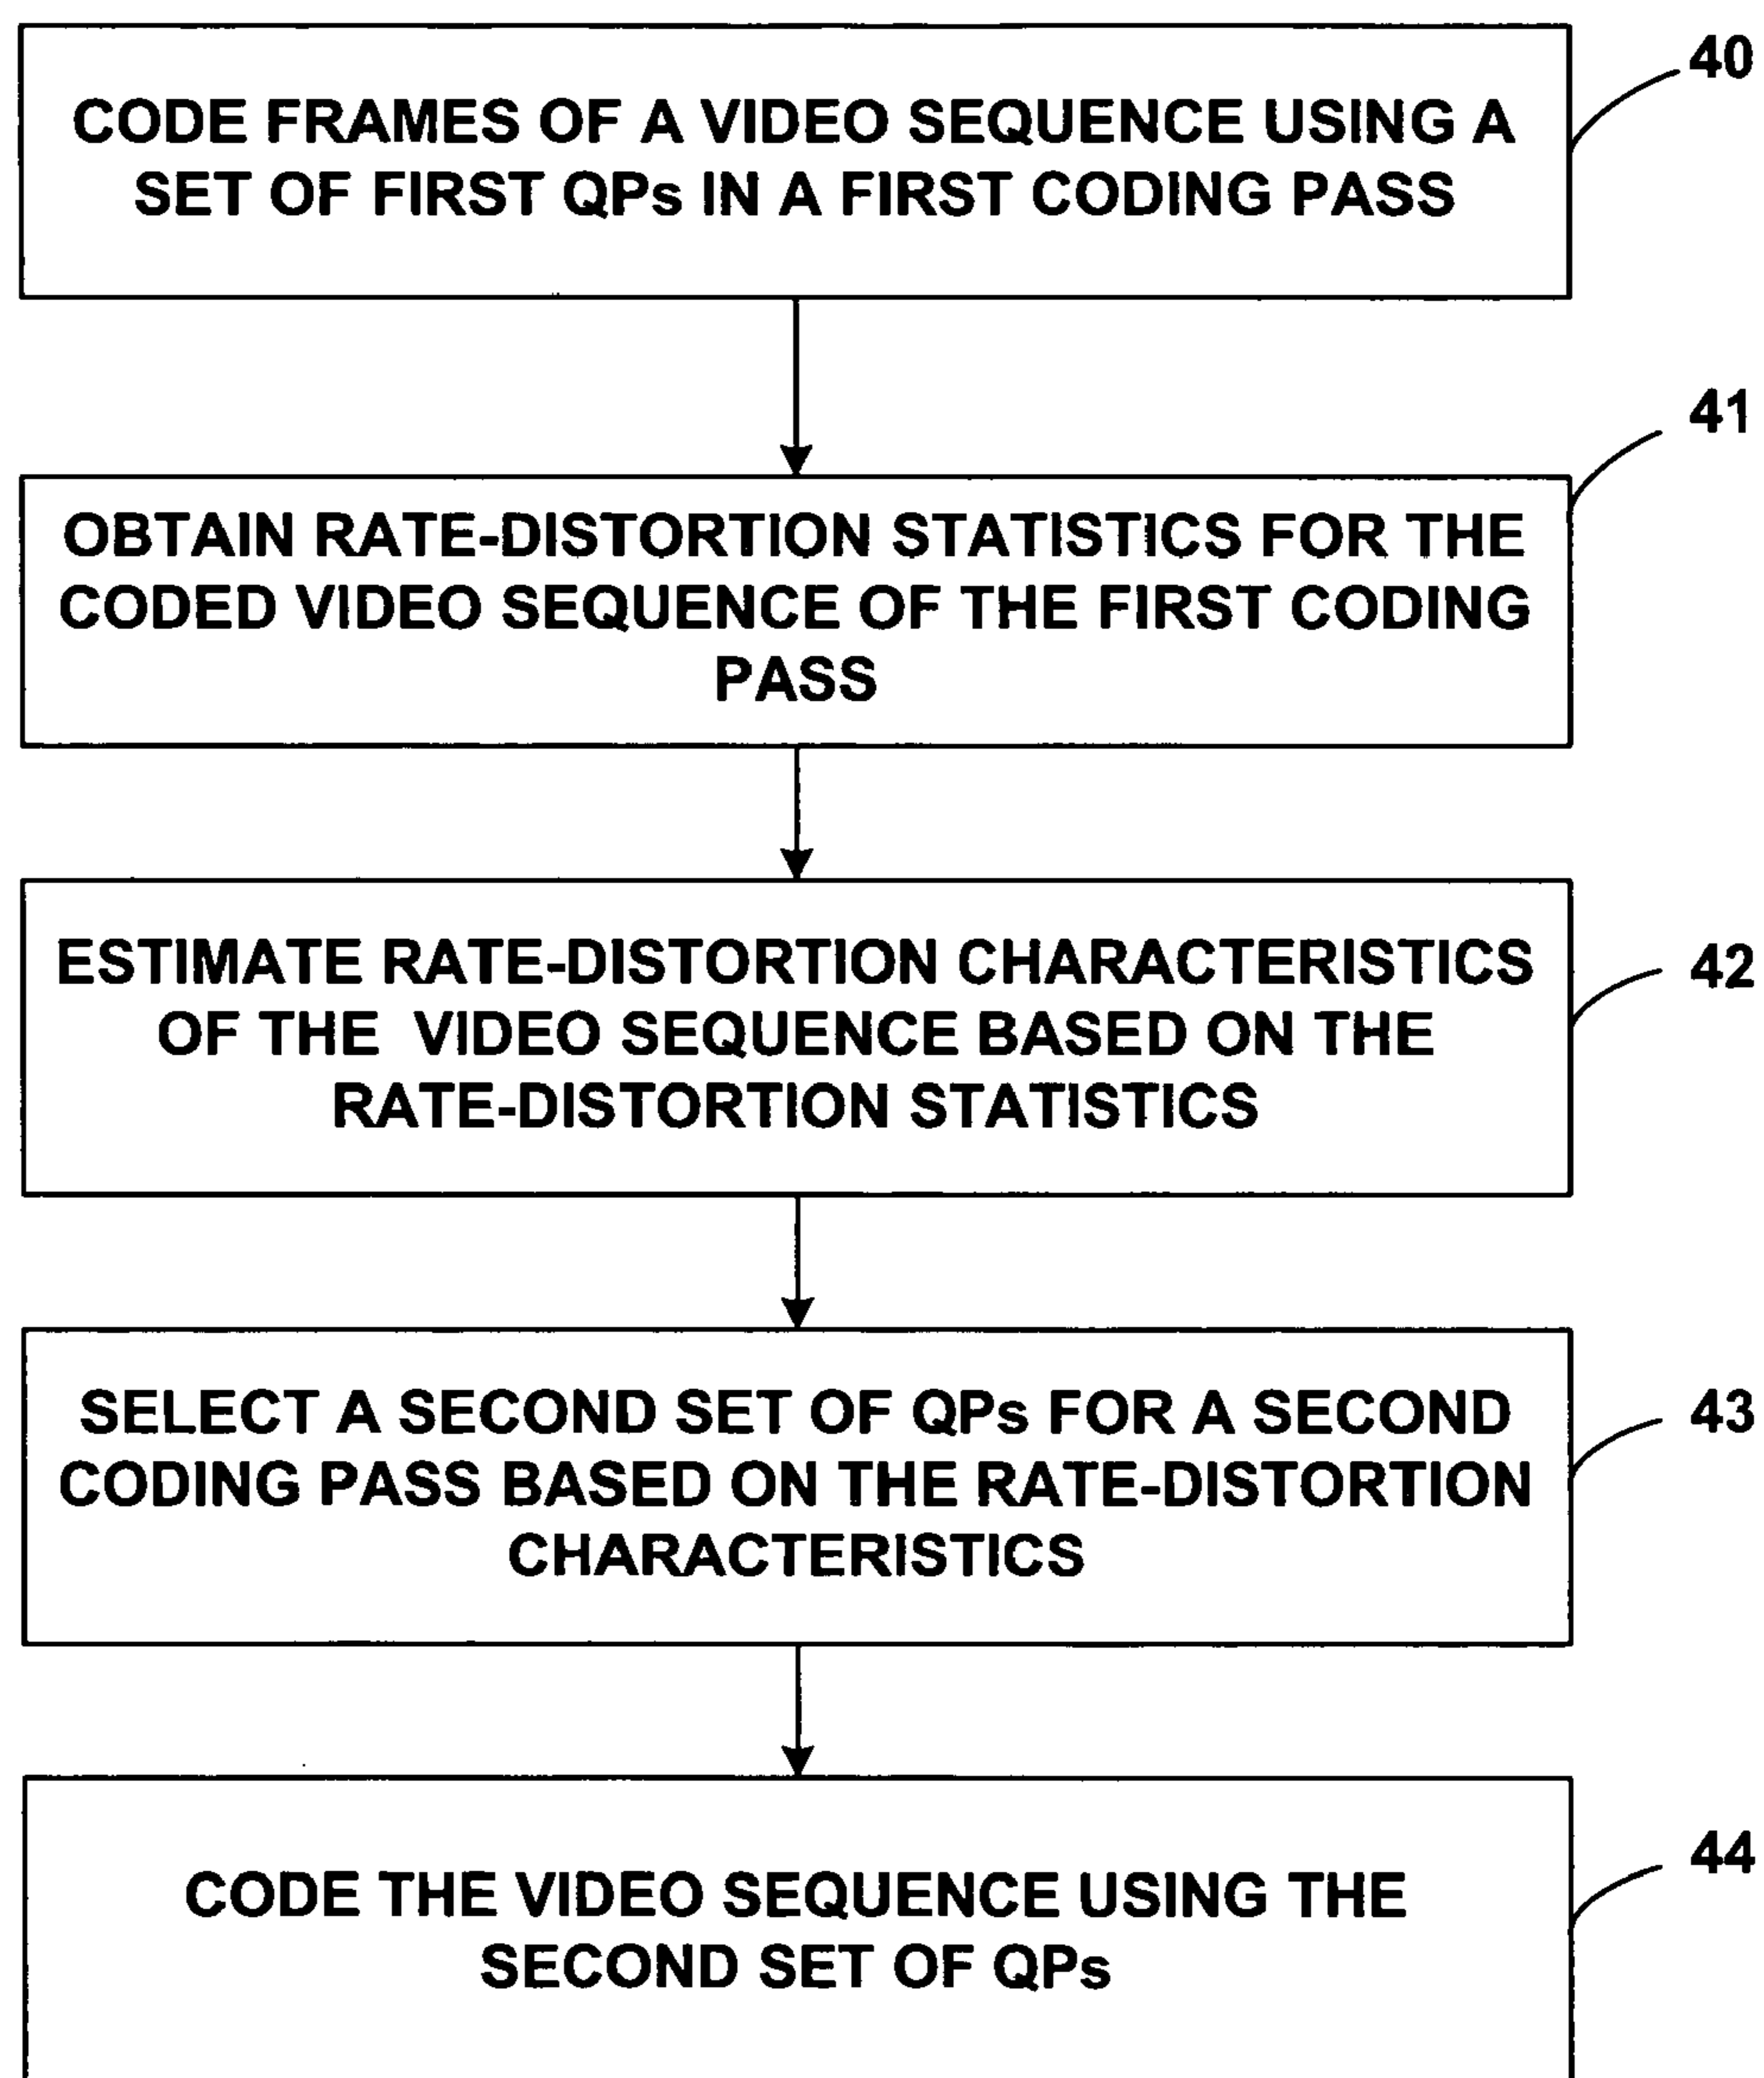 40
CODE FRAMES OF A VIDEO SEQUENCE USING A
SET OF FIRST QPs IN A FIRST CODING PASS
41
OBTAIN RATE-DISTORTION STATISTICS FOR THE
CODED VIDEO SEQUENCE OF THE FIRST CODING
PASS
42
ESTIMATE RATE-DISTORTION CHARACTERISTICS
OF THE VIDEO SEQUENCE BASED ON THE
RATE-DISTORTION STATISTICS
43
SELECT A SECOND SET OF QPs FOR A SECOND
CODING PASS BASED ON THE RATE-DISTORTION
CHARACTERISTICS
44
CODE THE VIDEO SEQUENCE USING THE
SECOND SET OF QPs